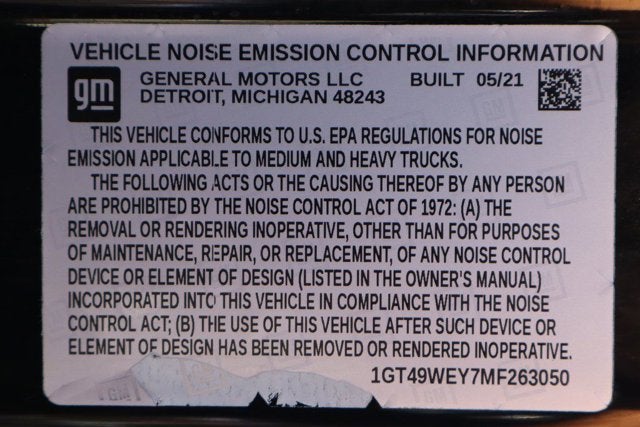 VEHICLE NOISE EMISSION CONTROL INFORMATION
gm GENERAL MOTORS LLC BUILT 05/21
DETROIT, MICHIGAN 48243
THIS VEHICLE CONFORMS TO U.S. EPA REGULATIONS FOR NOISE
EMISSION APPLICABLE TO MEDIUM AND HEAVY TRUCKS.
THE FOLLOWING ACTS OR THE CAUSING THEREOF BY ANY PERSON
ARE PROHIBITED BY THE NOISE CONTROL ACT OF 1972: (A) THE
REMOVAL OR RENDERING INOPERATIVE, OTHER THAN FOR PURPOSES
OF MAINTENANCE, REPAIR, OR REPLACEMENT, OF ANY NOISE CONTROL
DEVICE OR ELEMENT OF DESIGN (LISTED IN THE OWNER'S MANUAL)
INCORPORATED INTO THIS VEHICLE IN COMPLIANCE WITH THE NOISE
CONTROL ACT; (B) THE USE OF THIS VEHICLE AFTER SUCH DEVICE OR
ELEMENT OF DESIGN HAS BEEN REMOVED OR RENDERED INOPERATIVE.
1GT49WEY7MF263050